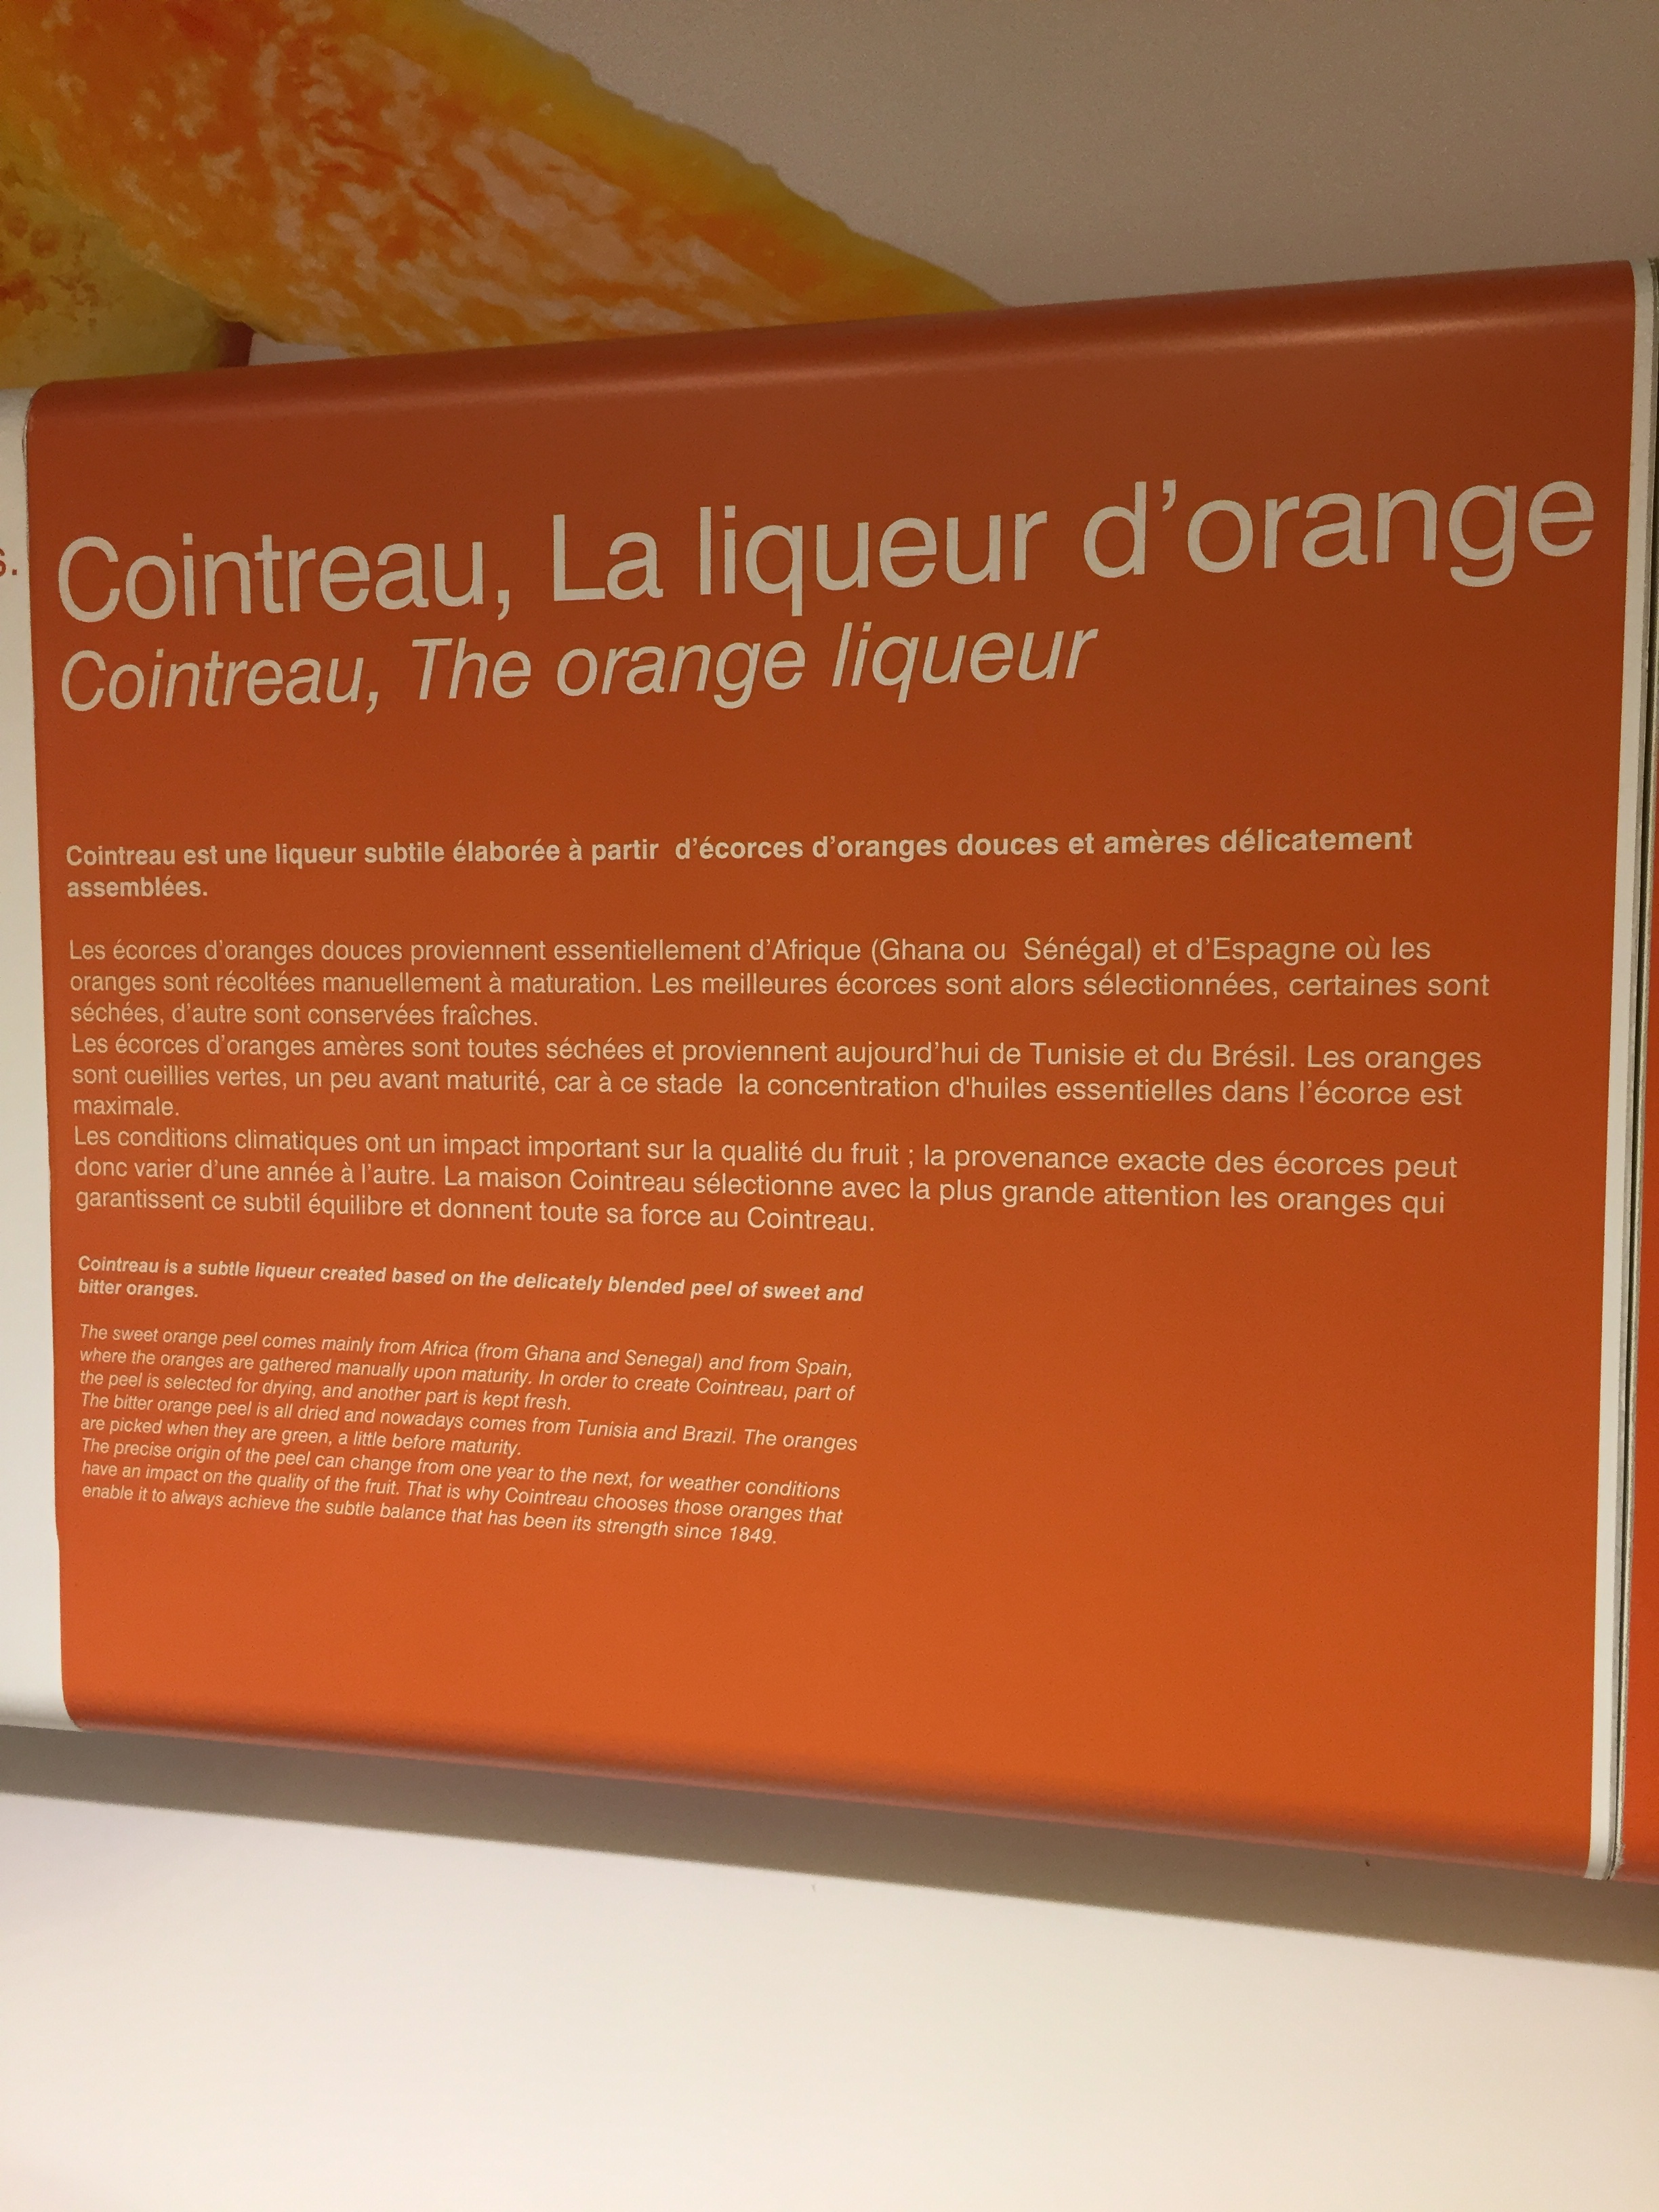 s.
Cointreau, La liqueur d'orange
Cointreau, The orange liqueur
Cointreau est une liqueur subtile élaborée à partir d'écorces d'oranges douces et amères délicatement
assemblées.
Les écorces d'oranges douces proviennent essentiellement d'Afrique (Ghana ou Sénégal) et d'Espagne où les
oranges sont récoltées manuellement à maturation. Les meilleures écorces sont alors sélectionnées, certaines sont
séchées, d'autre sont conservées fraîches.
Les écorces d'oranges amères sont toutes séchées et proviennent aujourd'hui de Tunisie et du Brésil. Les oranges
sont cueillies vertes, un peu avant maturité, car à ce stade la concentration d'huiles essentielles dans l'écorce est
maximale.
Les conditions climatiques ont un impact important sur la qualité du fruit ; la provenance exacte des écorces peut
donc varier d'une année à l'autre. La maison Cointreau sélectionne avec la plus grande attention les oranges qui
garantissent ce subtil équilibre et donnent toute sa force au Cointreau.
Cointreau is a subtle liqueur created based on the delicately blended peel of sweet and
bitter oranges.
The sweet orange peel comes mainly from Africa (from Ghana and Senegal) and from Spain,
where the oranges are gathered manually upon maturity. In order to create Cointreau, part of
the peel is selected for drying, and another part is kept fresh.
The bitter orange peel is all dried and nowadays comes from Tunisia and Brazil. The oranges
are picked when they are green, a little before maturity.
The precise origin of the peel can change from one year to the next, for weather conditions
have an impact on the quality of the fruit. That is why Cointreau chooses those oranges that
enable it to always achieve the subtle balance that has been its strength since 1849.